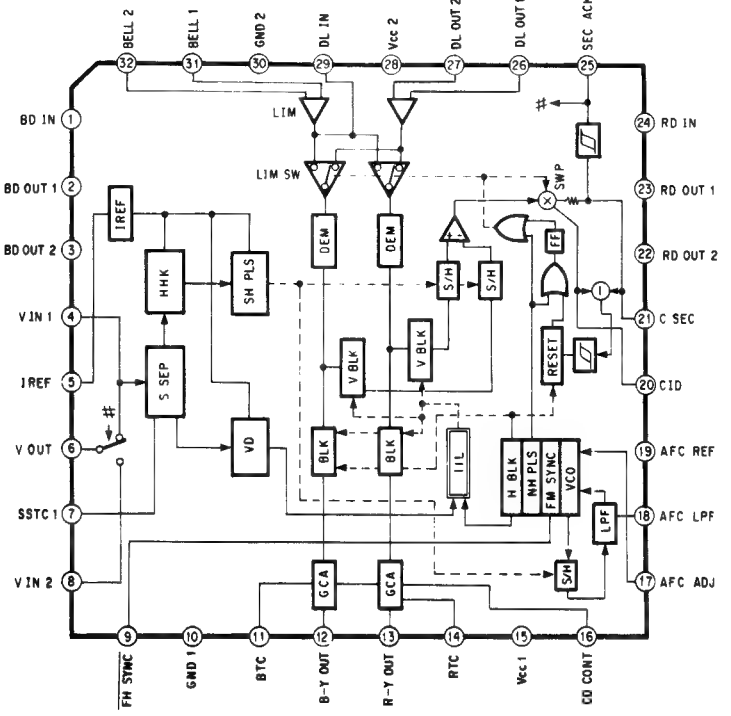 BELL 2
BELL1
GND 2
DL IN
Vcc 2
DL OUT 2
DL OUT 1
SEC ACK
32
31
30
29
28
27
26
25
BD IN
1
LIM
#
24
RD IN
BD OUT 1
2
LIM SW
SWP
23
RD OUT 1
IREF
DEM
DEM
FF
BD OUT 2
3
HHK
SH PLS
S/H
S/H
22
RD OUT 2
V IN 1
4
V BLK
V BLK
RESET
21
C SEC
IREF
5
S SEP
20
CID
#
V OUT
6
VD
BLK
BLK
IIL
H BLK
NH PLS
FM SYNC
VCO
19
AFC REF
SSTC 1
7
LPF
18
AFC LPF
V IN 2
8
GCA
GCA
S/H
17
AFC ADJ
9
10
11
12
13
14
15
16
FH SYNC
GND 1
BTC
B-Y OUT
R-Y OUT
RTC
Vcc 1
CD CONT